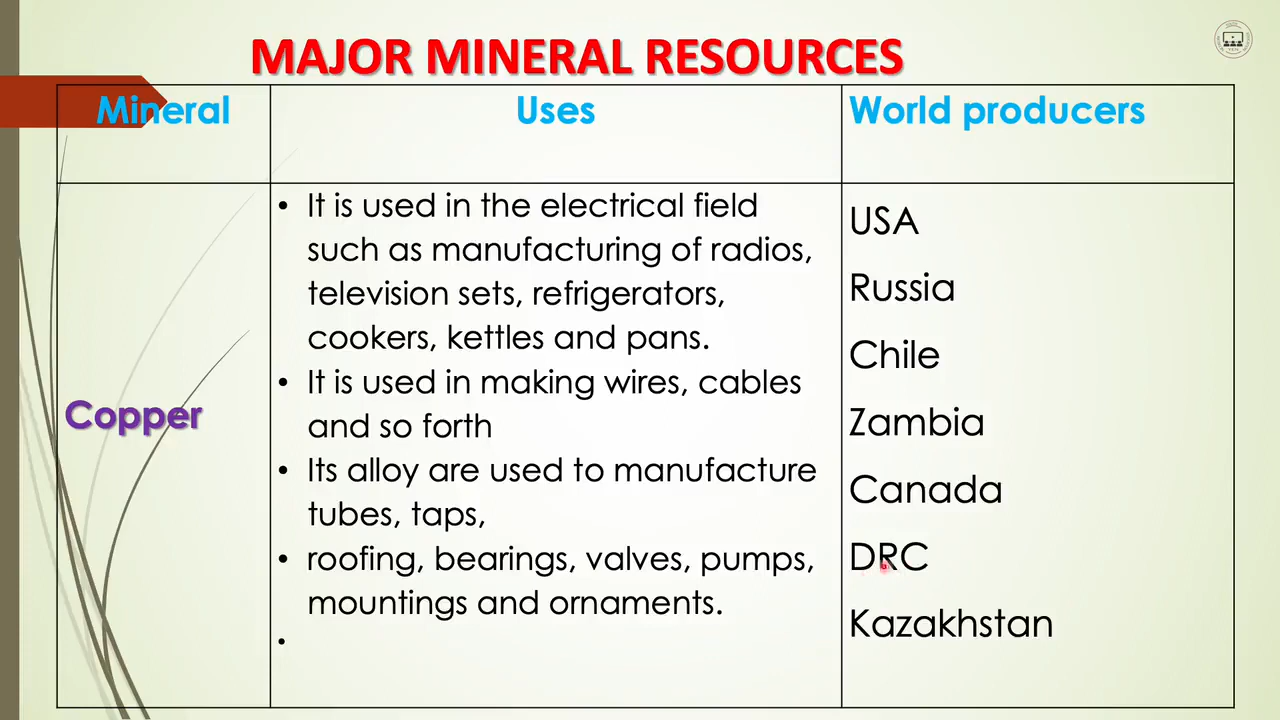 MAJOR MINERAL RESOURCES
Mineral
Uses
World producers
Copper
• It is used in the electrical field
such as manufacturing of radios,
television sets, refrigerators,
cookers, kettles and pans.
• It is used in making wires, cables
and so forth
• Its alloy are used to manufacture
tubes, taps,
• roofing, bearings, valves, pumps,
mountings and ornaments.
•
USA
Russia
Chile
Zambia
Canada
DRC
Kazakhstan